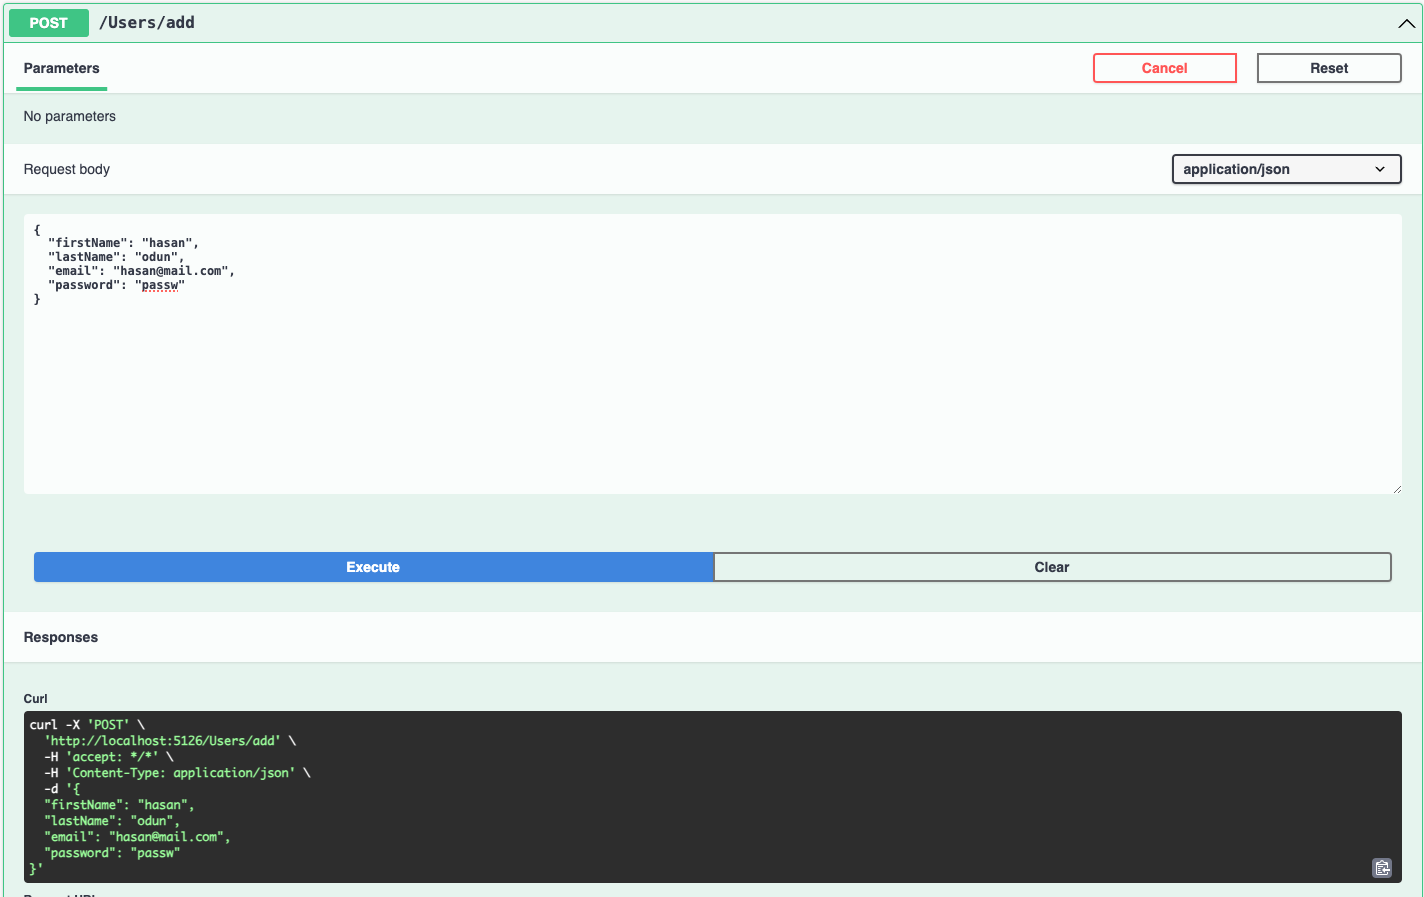 POST /Users/add
Parameters Cancel Reset
No parameters
Request body application/json
{
"firstName": "hasan",
"lastName": "odun",
"email": "hasan@mail.com",
"password": "passw"
}
Execute Clear
Responses
Curl
curl -X 'POST' \
'http://localhost:5126/Users/add' \
-H 'accept: */*' \
-H 'Content-Type: application/json' \
-d '{
"firstName": "hasan",
"lastName": "odun",
"email": "hasan@mail.com",
"password": "passw"
}'